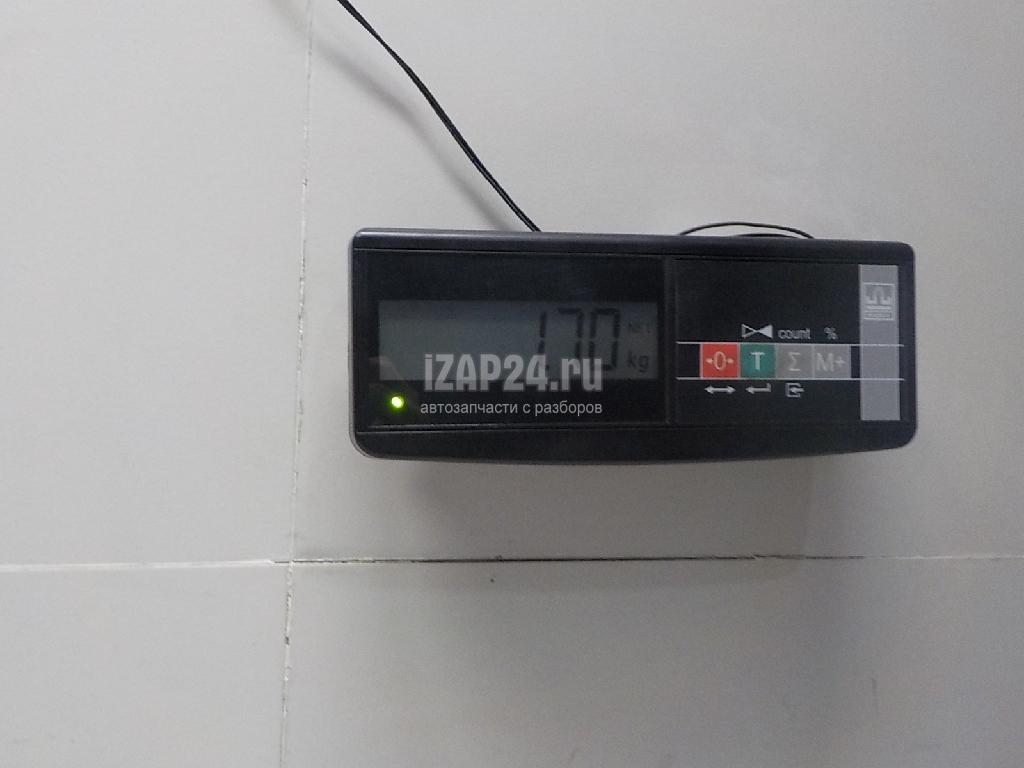 1.70 NET
kg
count %
→0← T Σ M+
iZAP24.ru
автозапчасти с разборов